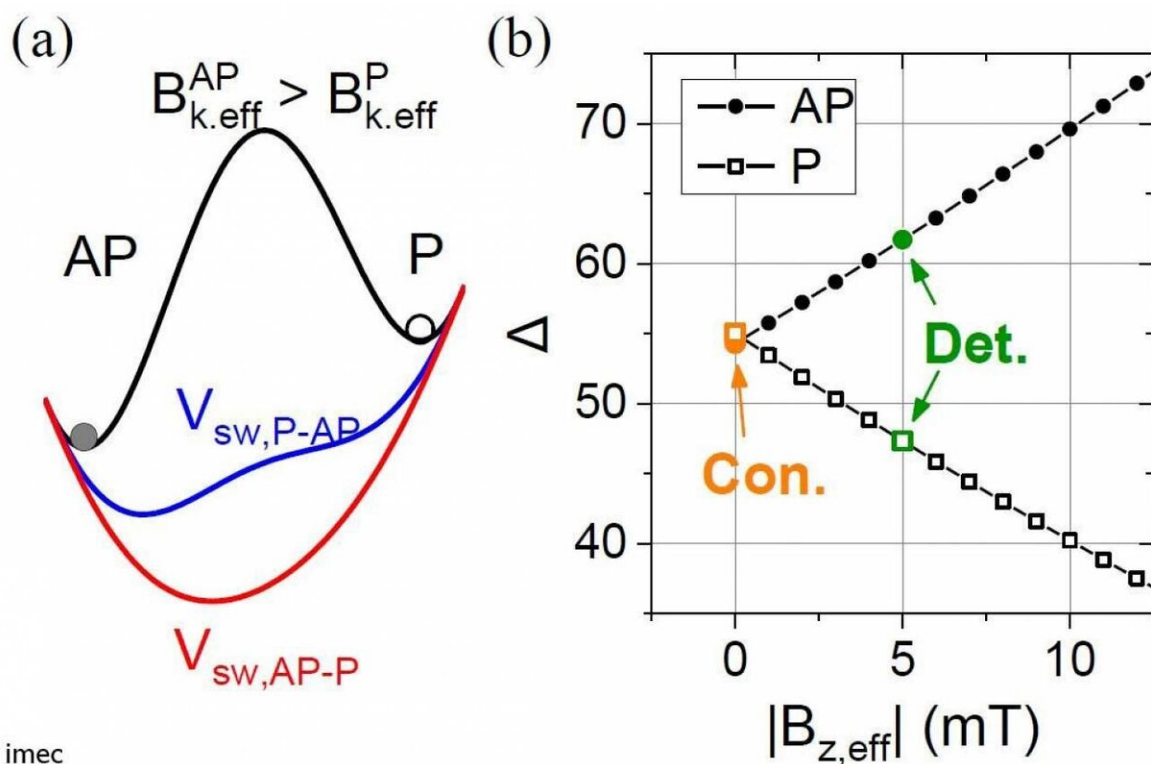 (a)
B^AP_k.eff > B^P_k.eff
AP
P
V_sw,P-AP
V_sw,AP-P
imec
(b)
AP
P
70
60
50
40
Δ
Con.
Det.
0
5
10
|B_z,eff| (mT)